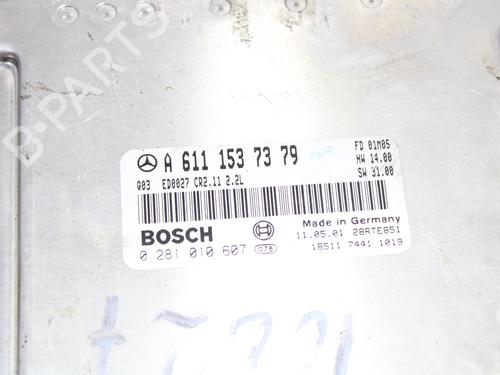 B-PARTS
A 611 153 73 79
FD 01M05
Q03 ED0027 CR2.11 2.2L
HW 14.00
SW 31.00
BOSCH
Made in Germany
0 281 010 607 078
11.05.01 28RTE851
18511 7441 1019